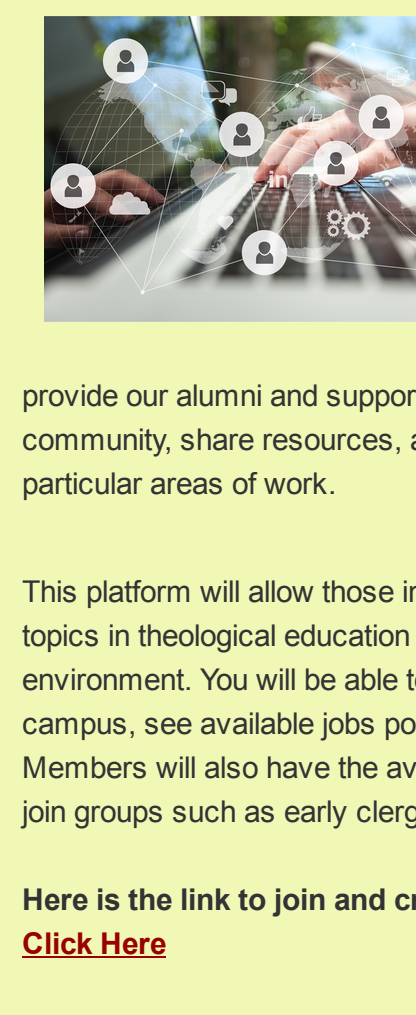 in
provide our alumni and suppor
community, share resources, a
particular areas of work.
This platform will allow those i
topics in theological education
environment. You will be able t
campus, see available jobs po
Members will also have the av
join groups such as early clerg
Here is the link to join and c
Click Here